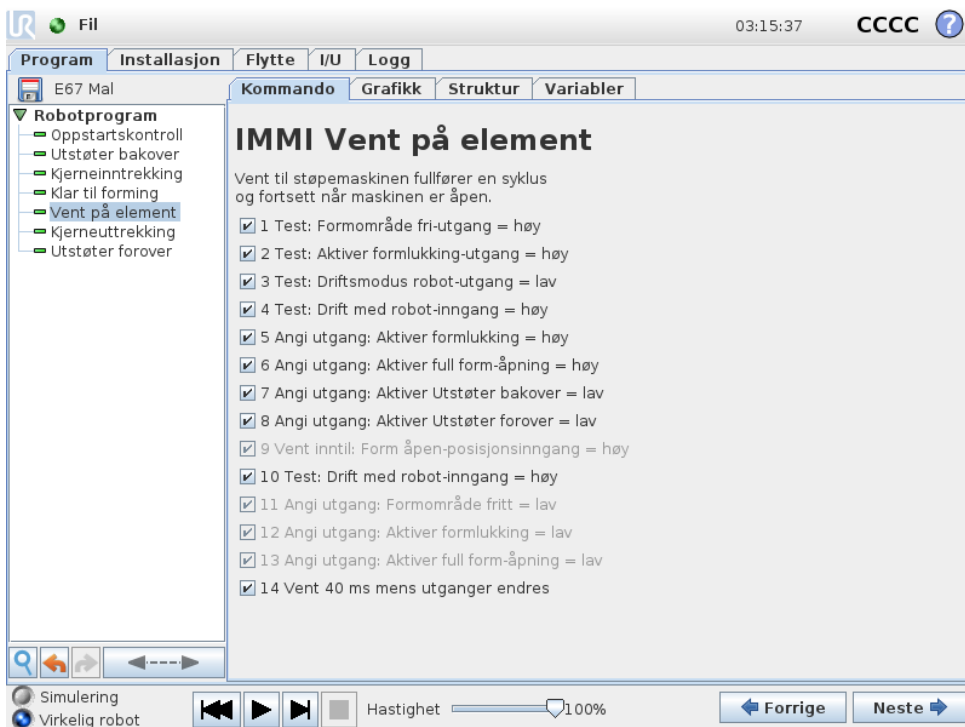 UR Fil 03:15:37 CCCC ?
Program Installasjon Flytte I/U Logg
E67 Mal
Kommando Grafikk Struktur Variabler
Robotprogram
Oppstartskontroll
Utstøter bakover
Kjerneinntrekking
Klar til forming
Vent på element
Kjerneuttrekking
Utstøter forover
IMMI Vent på element
Vent til støpemaskinen fullfører en syklus
og fortsett når maskinen er åpen.
1 Test: Formområde fri-utgang = høy
2 Test: Aktiver formlukking-utgang = høy
3 Test: Driftsmodus robot-utgang = lav
4 Test: Drift med robot-inngang = høy
5 Angi utgang: Aktiver formlukking = høy
6 Angi utgang: Aktiver full form-åpning = høy
7 Angi utgang: Aktiver Utstøter bakover = lav
8 Angi utgang: Aktiver Utstøter forover = lav
9 Vent inntil: Form åpen-posisjonsinngang = høy
10 Test: Drift med robot-inngang = høy
11 Angi utgang: Formområde fritt = lav
12 Angi utgang: Aktiver formlukking = lav
13 Angi utgang: Aktiver full form-åpning = lav
14 Vent 40 ms mens utganger endres
Simulering
Virkelig robot
Hastighet 100%
Forrige Neste